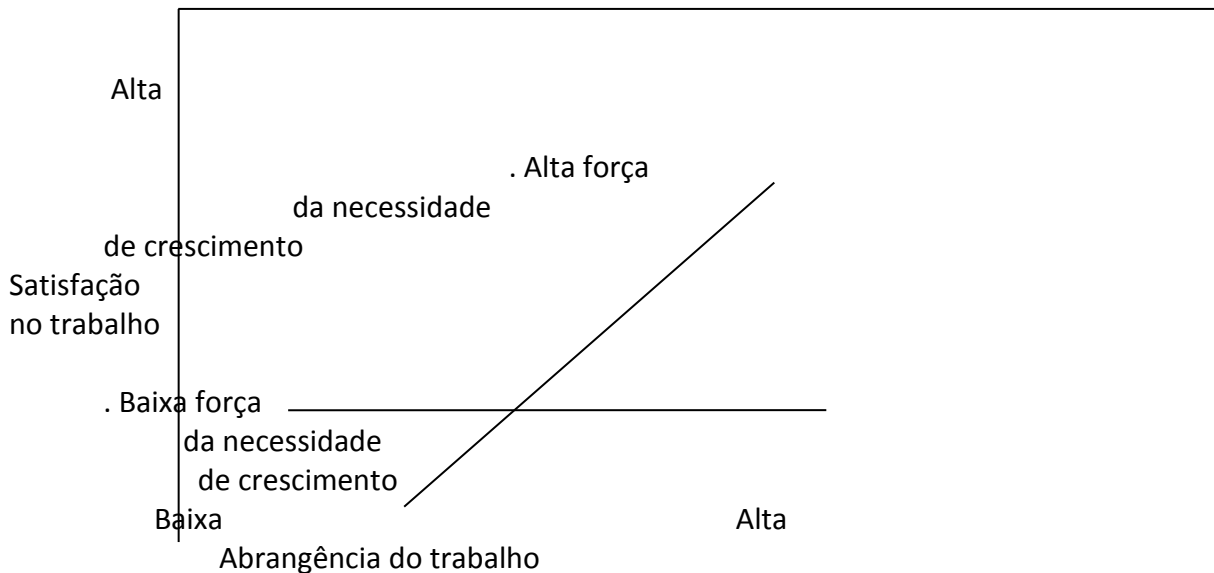 Alta
. Alta força
da necessidade
de crescimento
Satisfação
no trabalho
. Baixa força
da necessidade
de crescimento
Baixa Alta
Abrangência do trabalho